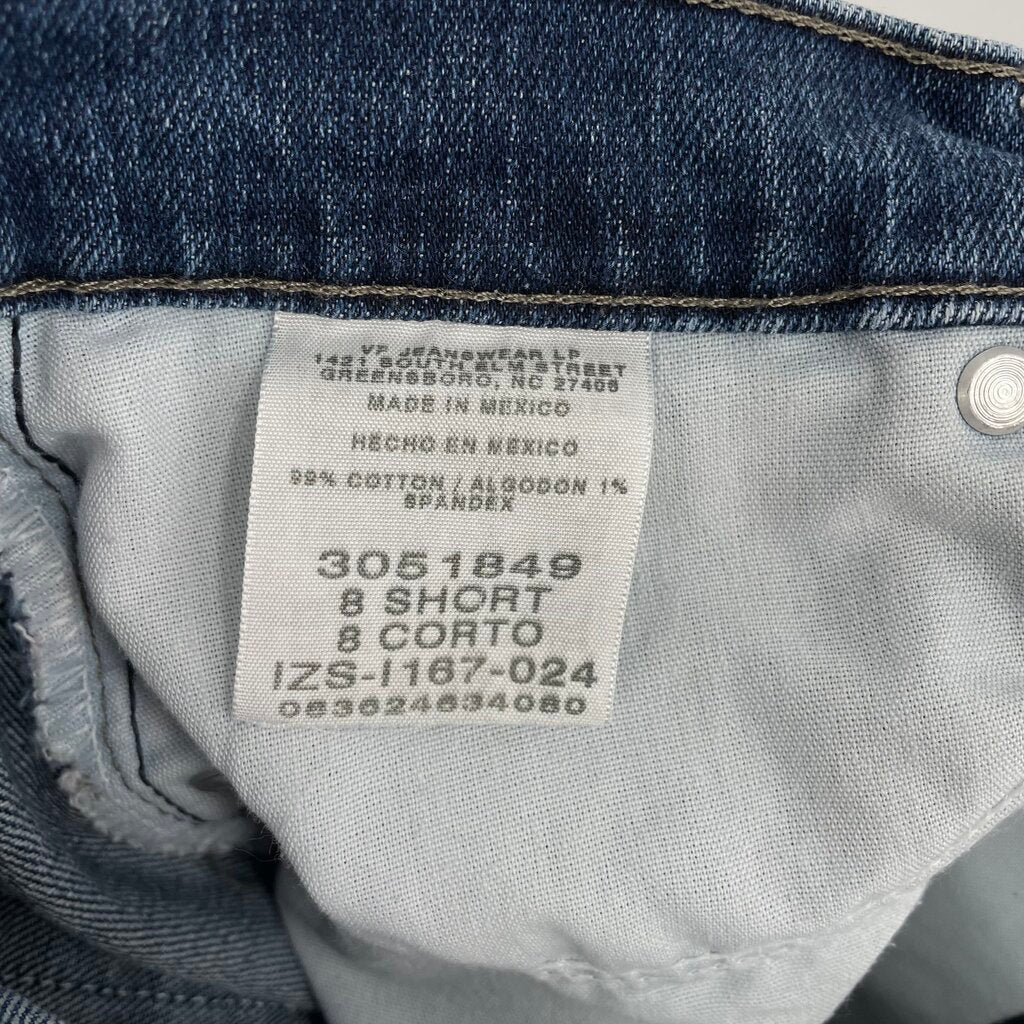 VF JEANSWEAR LP
1421 SOUTH ELM STREET
GREENSBORO, NC 27406
MADE IN MEXICO
HECHO EN MÉXICO
99% COTTON / ALGODON 1%
SPANDEX
3051849
8 SHORT
8 CORTO
IZS-I167-024
083624634080